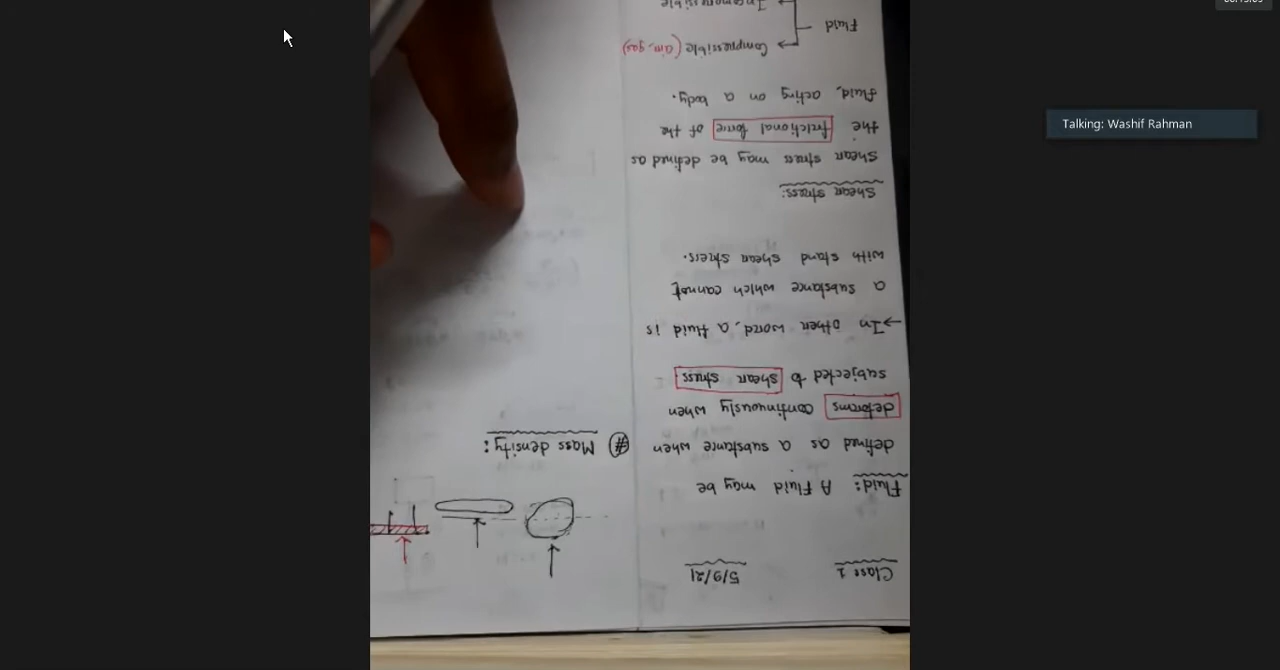 Class 1 5/9/21
Fluid: A Fluid may be
defined as a substance when
deforms continuously when
subjected to shear stress
→ In other word, a fluid is
a substance which cannot
with stand shear stress.
Shear stress:
Shear stress may be defined as
the frictional force of the
fluid, acting on a body.
Compressible (air, gas)
Fluid
Incompressible
# Mass density:
Talking: Washif Rahman